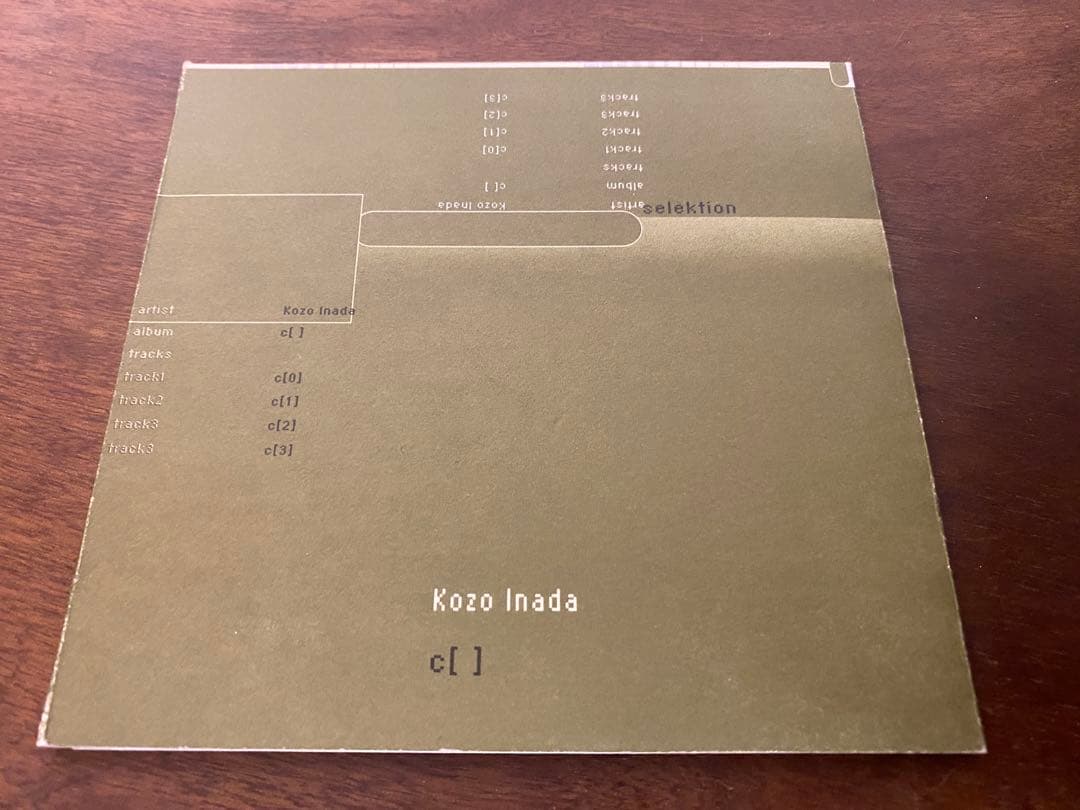 artist Kozo Inada
album c[ ]
tracks
track1 c[0]
track2 c[1]
track3 c[2]
track3 c[3]
selektion
artist Kozo Inada
album c[ ]
tracks
track1 c[0]
track2 c[1]
track3 c[2]
track3 c[3]
Kozo Inada
c[ ]